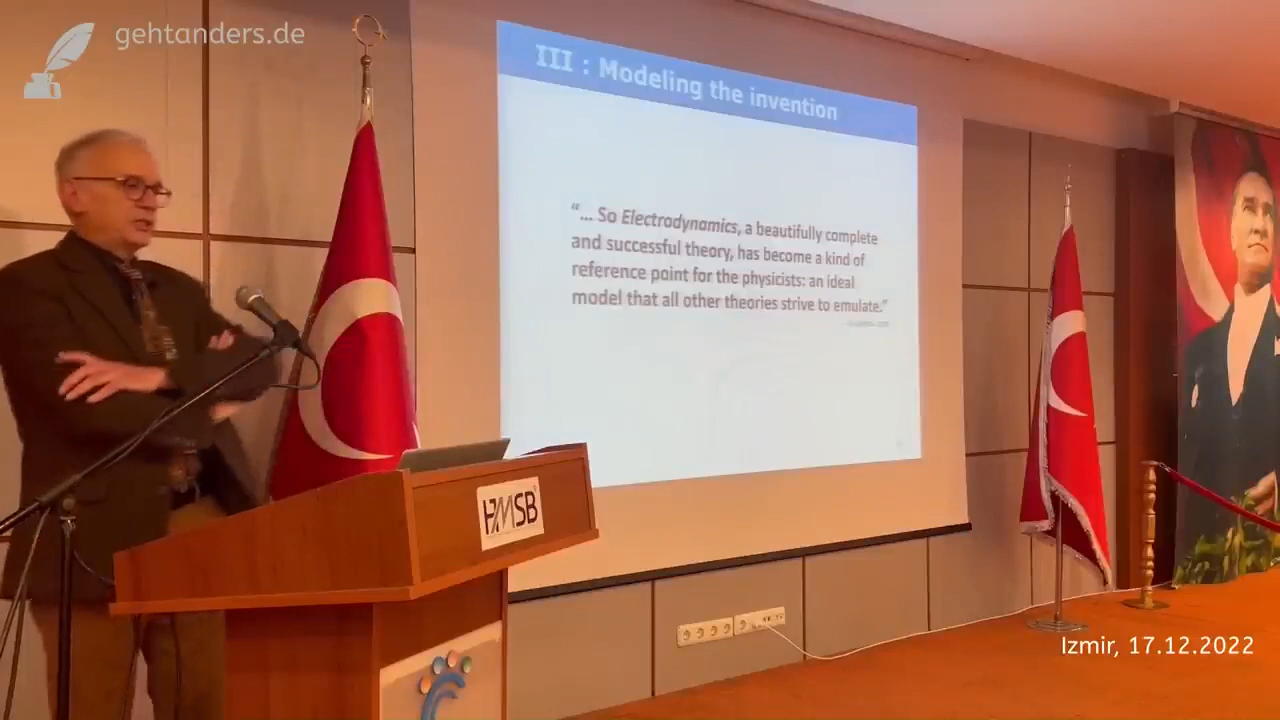 gehtanders.de
III : Modeling the invention
“... So Electrodynamics, a beautifully complete
and successful theory, has become a kind of
reference point for the physicists: an ideal
model that all other theories strive to emulate.”
HMSB
Izmir, 17.12.2022